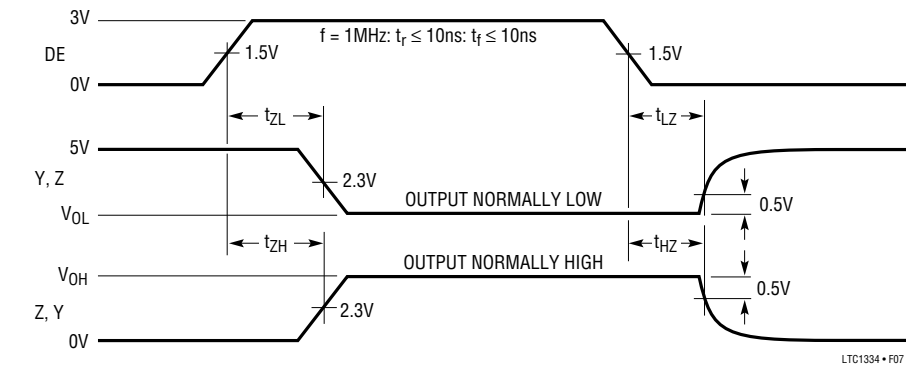 3V
f = 1MHz: tr ≤ 10ns: tf ≤ 10ns
DE
1.5V
1.5V
0V
tZL
tLZ
5V
Y, Z
2.3V
OUTPUT NORMALLY LOW
0.5V
VOL
tZH
tHZ
VOH
OUTPUT NORMALLY HIGH
0.5V
Z, Y
2.3V
0V
LTC1334 • F07